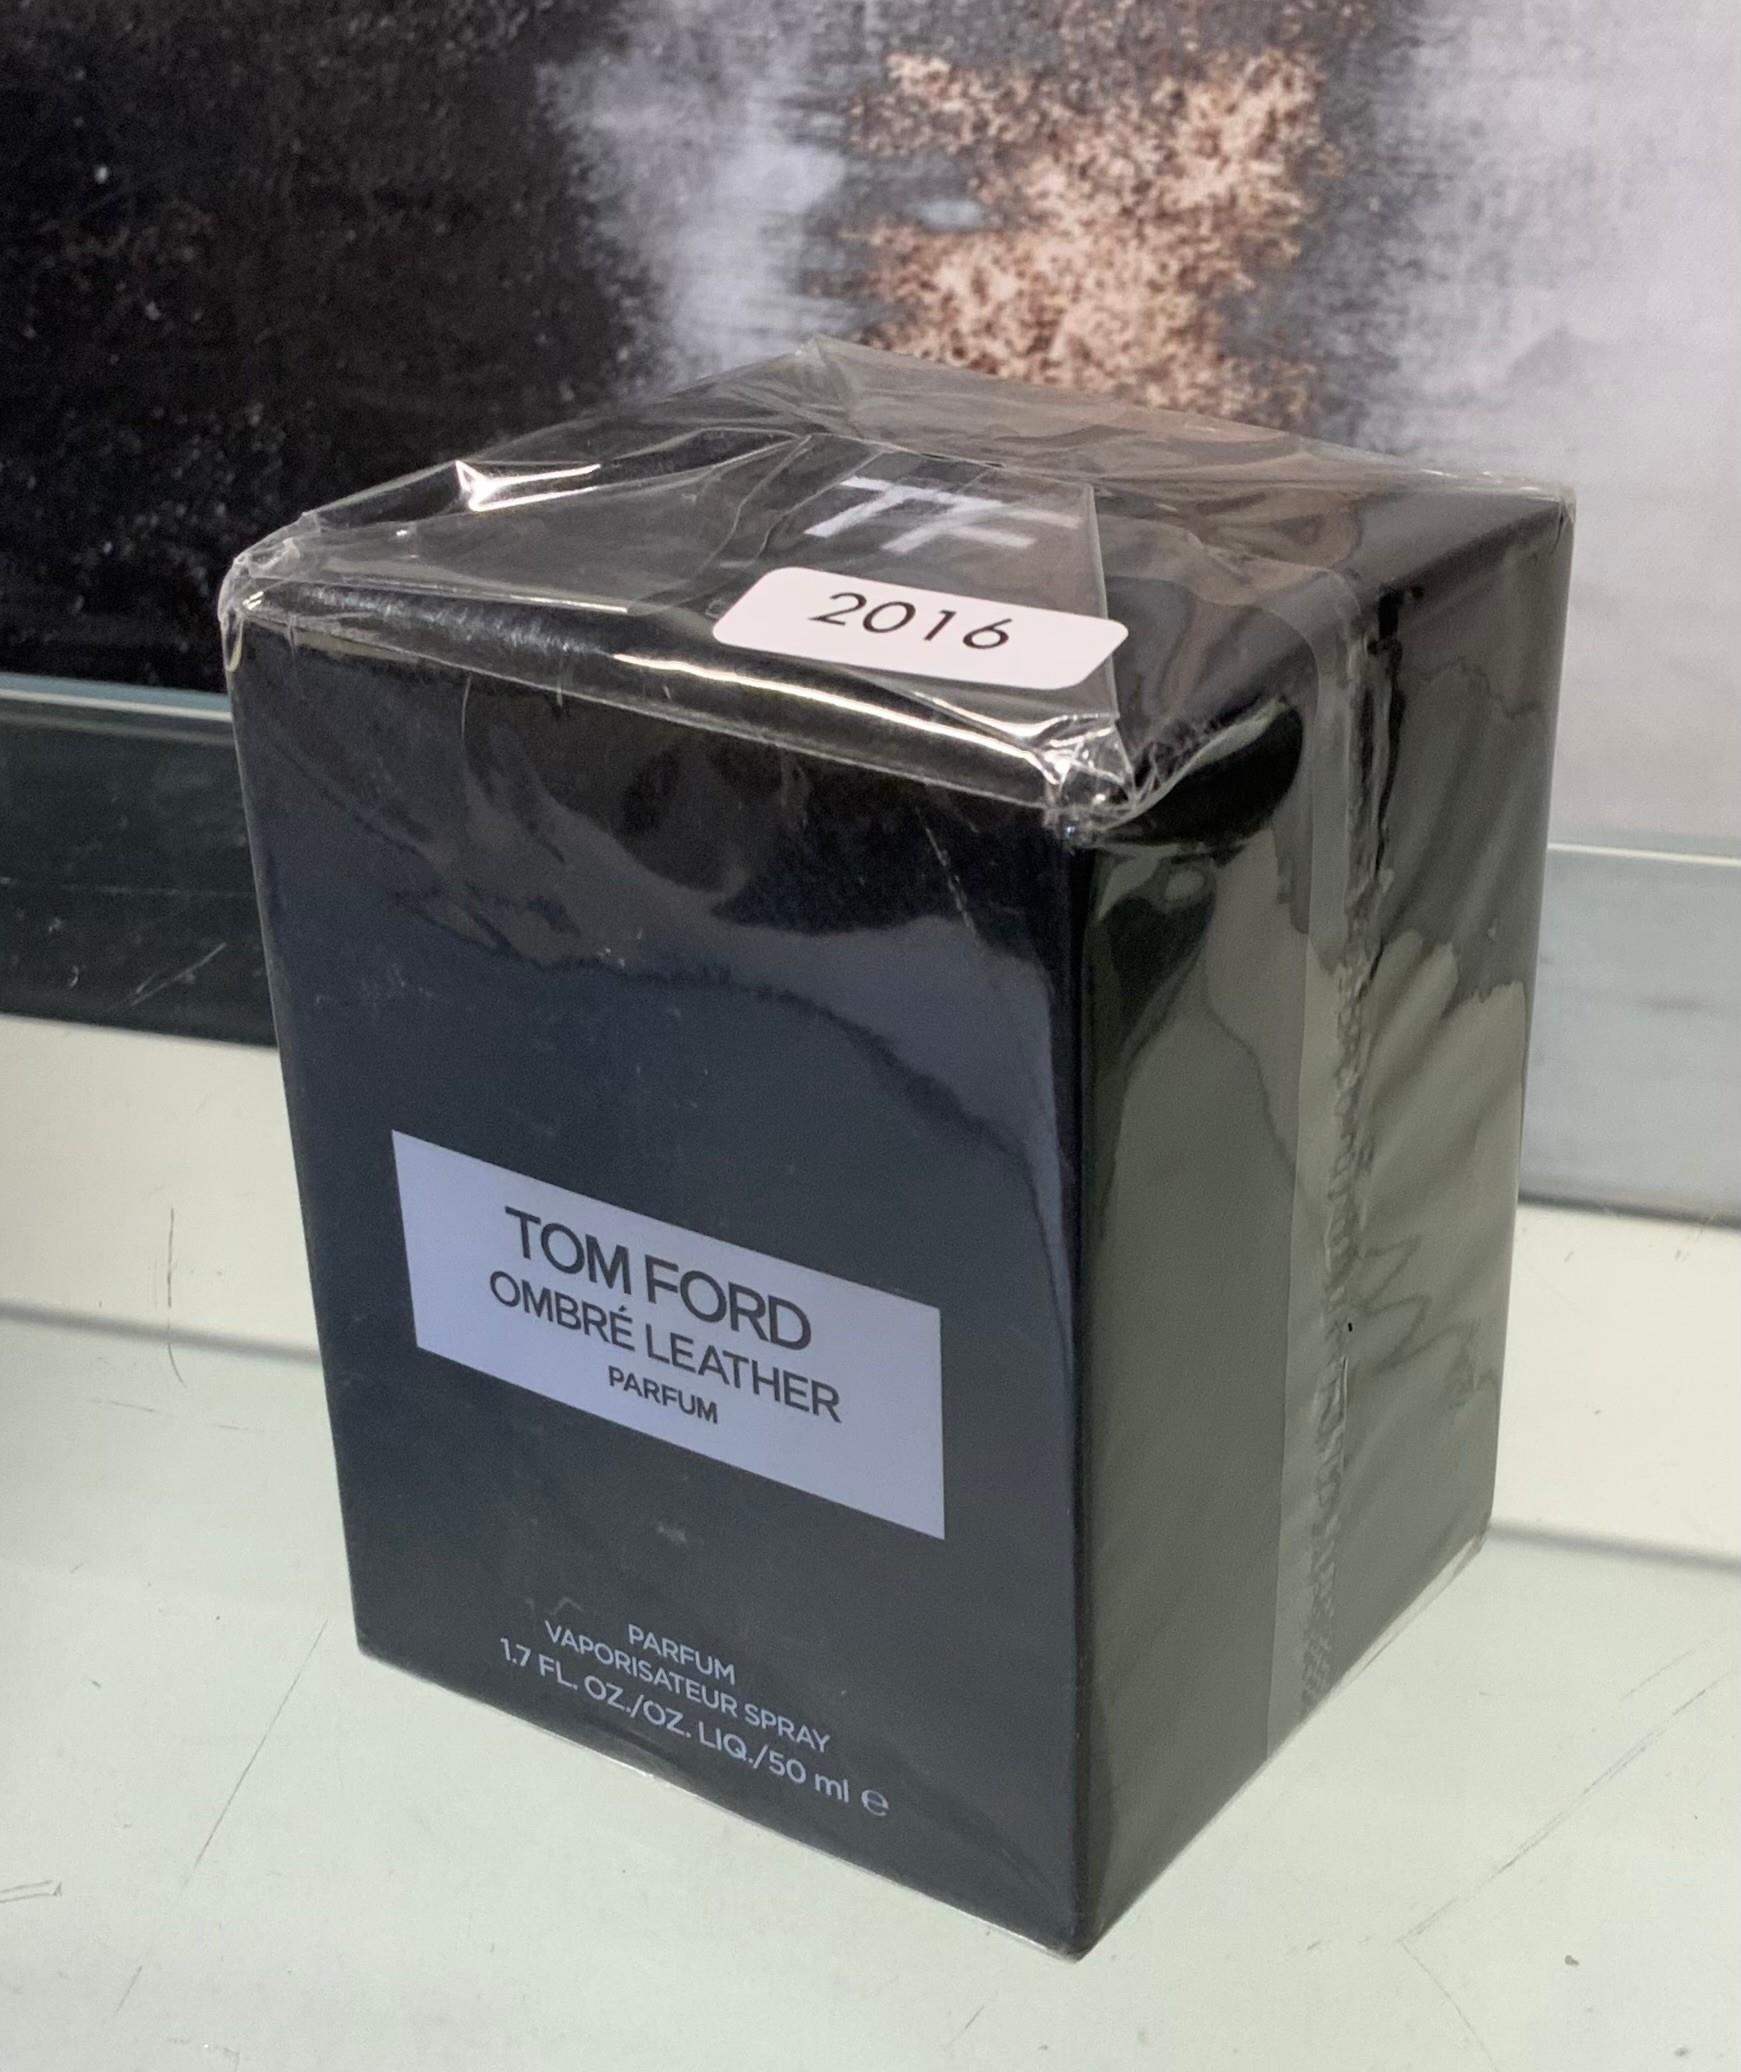 TF
2016
TOM FORD
OMBRÉ LEATHER
PARFUM
PARFUM
VAPORISATEUR SPRAY
1.7 FL. OZ./OZ. LIQ./50 ml ℮